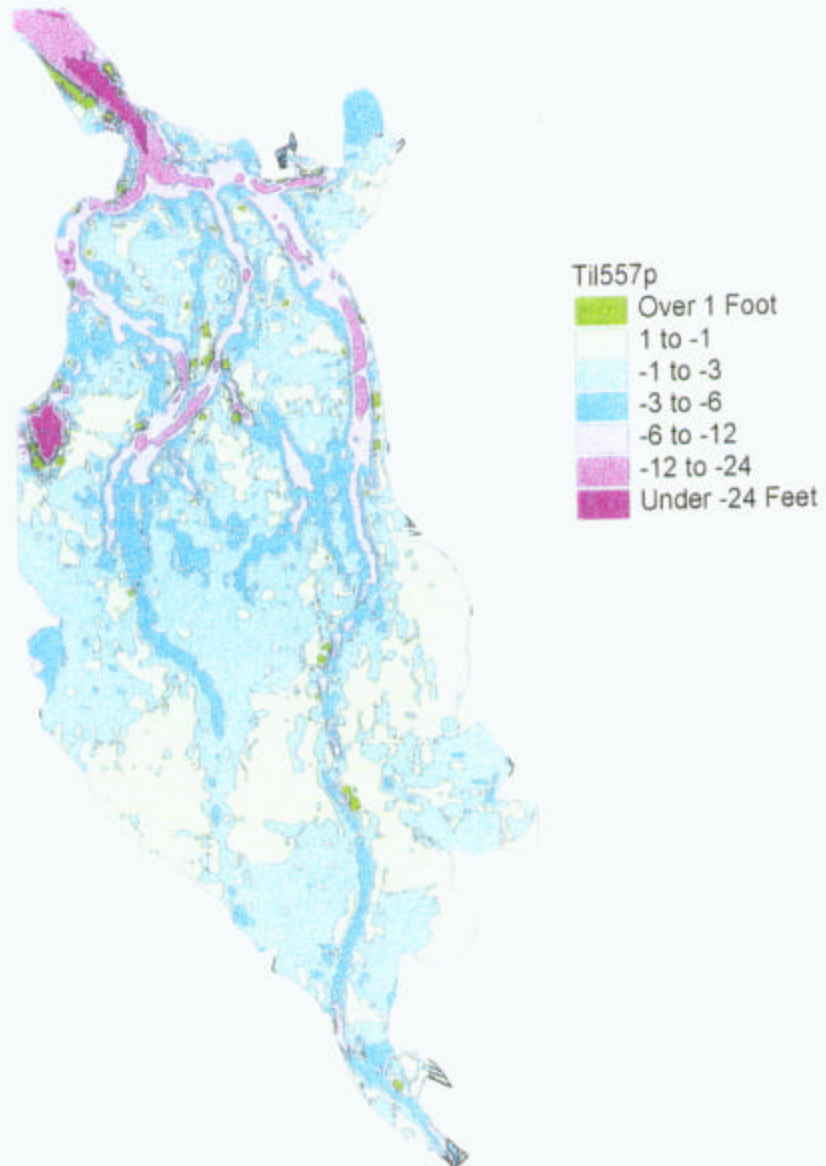 Til557p
Over 1 Foot
1 to -1
-1 to -3
-3 to -6
-6 to -12
-12 to -24
Under -24 Feet